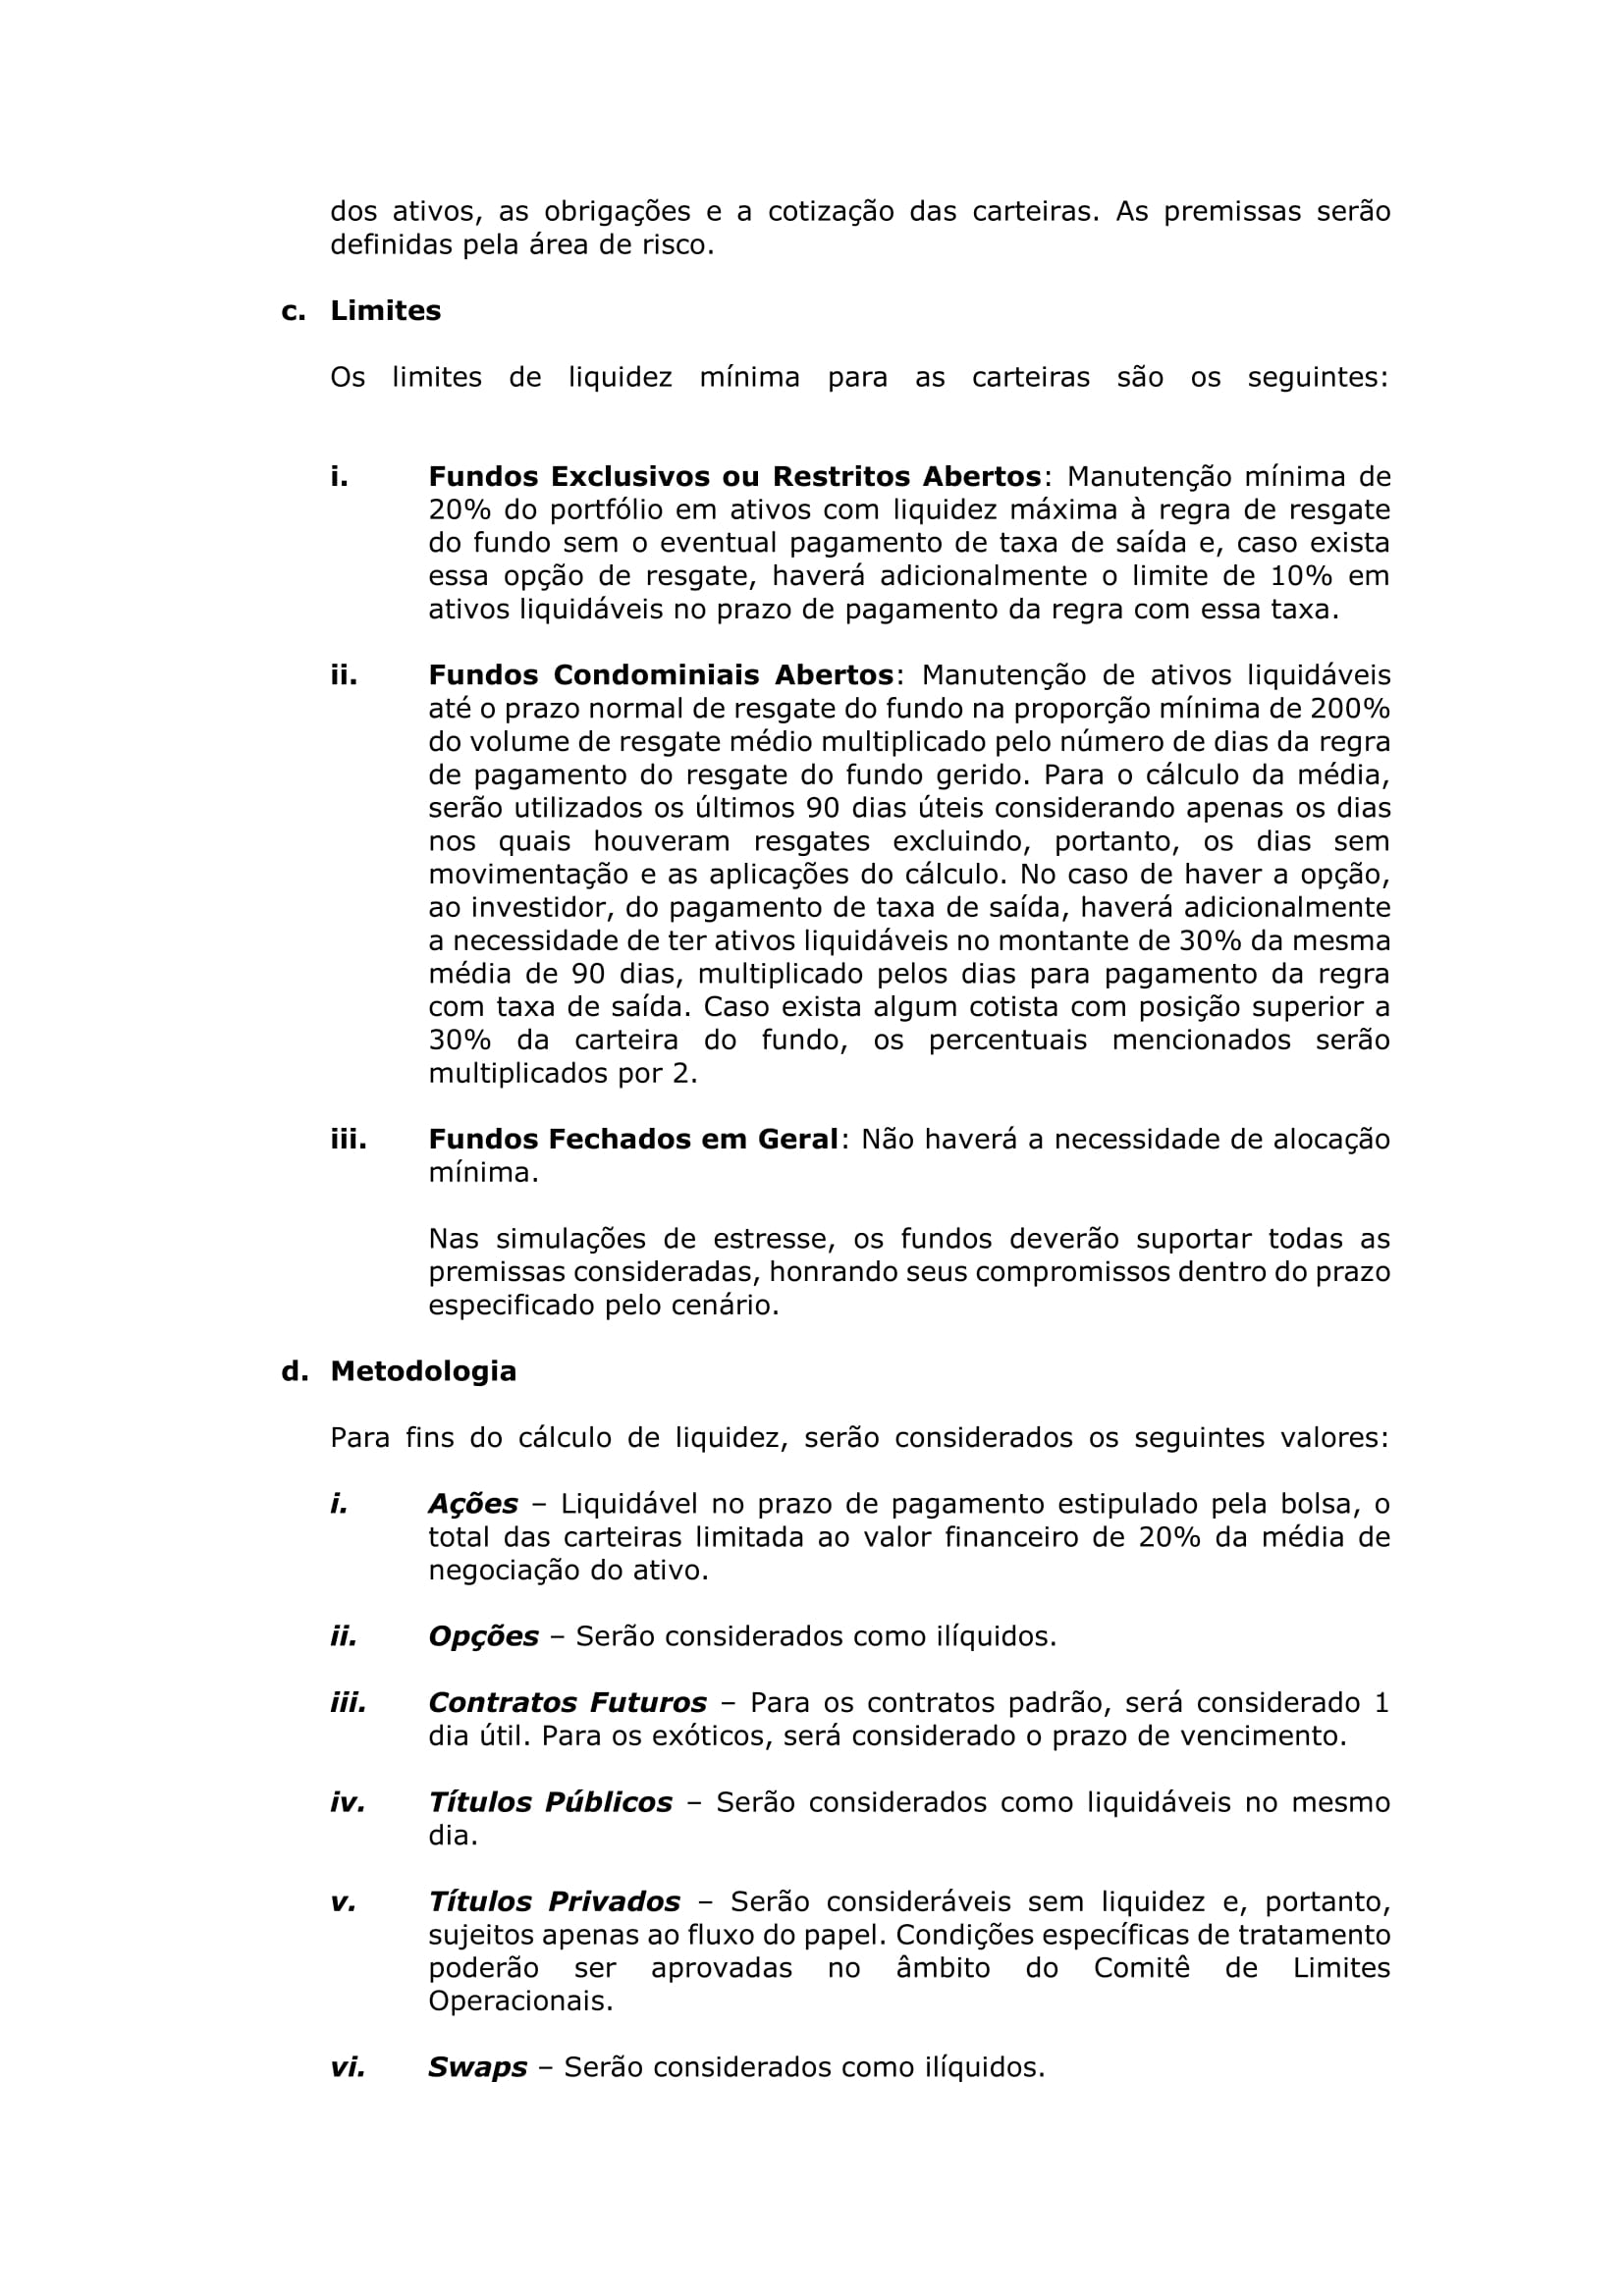 dos ativos, as obrigações e a cotização das carteiras. As premissas serão
definidas pela área de risco.
c. Limites
Os limites de liquidez mínima para as carteiras são os seguintes:
i. Fundos Exclusivos ou Restritos Abertos: Manutenção mínima de
20% do portfólio em ativos com liquidez máxima à regra de resgate
do fundo sem o eventual pagamento de taxa de saída e, caso exista
essa opção de resgate, haverá adicionalmente o limite de 10% em
ativos liquidáveis no prazo de pagamento da regra com essa taxa.
ii. Fundos Condominiais Abertos: Manutenção de ativos liquidáveis
até o prazo normal de resgate do fundo na proporção mínima de 200%
do volume de resgate médio multiplicado pelo número de dias da regra
de pagamento do resgate do fundo gerido. Para o cálculo da média,
serão utilizados os últimos 90 dias úteis considerando apenas os dias
nos quais houveram resgates excluindo, portanto, os dias sem
movimentação e as aplicações do cálculo. No caso de haver a opção,
ao investidor, do pagamento de taxa de saída, haverá adicionalmente
a necessidade de ter ativos liquidáveis no montante de 30% da mesma
média de 90 dias, multiplicado pelos dias para pagamento da regra
com taxa de saída. Caso exista algum cotista com posição superior a
30% da carteira do fundo, os percentuais mencionados serão
multiplicados por 2.
iii. Fundos Fechados em Geral: Não haverá a necessidade de alocação
mínima.
Nas simulações de estresse, os fundos deverão suportar todas as
premissas consideradas, honrando seus compromissos dentro do prazo
especificado pelo cenário.
d. Metodologia
Para fins do cálculo de liquidez, serão considerados os seguintes valores:
i. Ações – Liquidável no prazo de pagamento estipulado pela bolsa, o
total das carteiras limitada ao valor financeiro de 20% da média de
negociação do ativo.
ii. Opções – Serão considerados como ilíquidos.
iii. Contratos Futuros – Para os contratos padrão, será considerado 1
dia útil. Para os exóticos, será considerado o prazo de vencimento.
iv. Títulos Públicos – Serão considerados como liquidáveis no mesmo
dia.
v. Títulos Privados – Serão consideráveis sem liquidez e, portanto,
sujeitos apenas ao fluxo do papel. Condições específicas de tratamento
poderão ser aprovadas no âmbito do Comitê de Limites
Operacionais.
vi. Swaps – Serão considerados como ilíquidos.